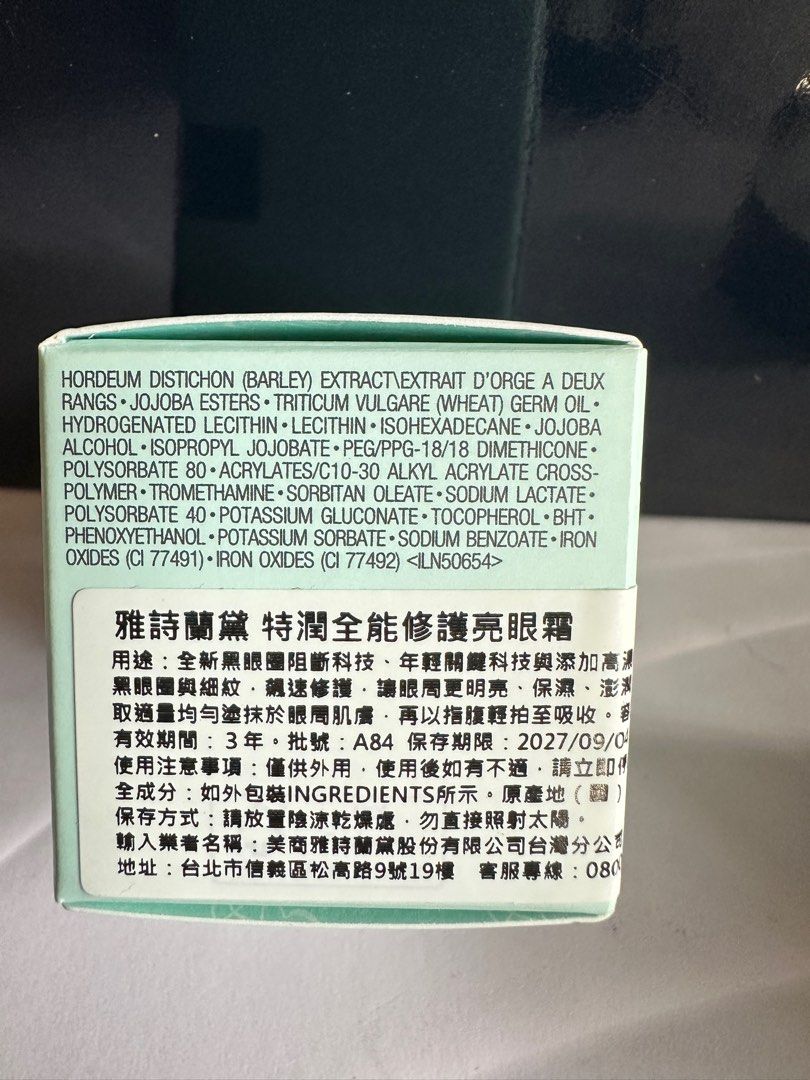 HORDEUM DISTICHON (BARLEY) EXTRACT\EXTRAIT D'ORGE A DEUX
RANGS • JOJOBA ESTERS • TRITICUM VULGARE (WHEAT) GERM OIL •
HYDROGENATED LECITHIN • LECITHIN • ISOHEXADECANE • JOJOBA
ALCOHOL • ISOPROPYL JOJOBATE • PEG/PPG-18/18 DIMETHICONE •
POLYSORBATE 80 • ACRYLATES/C10-30 ALKYL ACRYLATE CROSS-
POLYMER • TROMETHAMINE • SORBITAN OLEATE • SODIUM LACTATE •
POLYSORBATE 40 • POTASSIUM GLUCONATE • TOCOPHEROL • BHT •
PHENOXYETHANOL • POTASSIUM SORBATE • SODIUM BENZOATE • IRON
OXIDES (CI 77491) • IRON OXIDES (CI 77492) <ILN50654>
雅詩蘭黛 特潤全能修護亮眼霜
用途：全新黑眼圈阻斷科技、年輕關鍵科技與添加高
黑眼圈與細紋，飆速修護，讓眼周更明亮、保濕、澎
取適量均勻塗抹於眼周肌膚，再以指腹輕拍至吸收。
有效期間：3年。批號：A84 保存期限：2027/09/0
使用注意事項：僅供外用，使用後如有不適，請立即停
全成分：如外包裝INGREDIENTS所示。原產地（
保存方式：請放置陰涼乾燥處，勿直接照射太陽。
輸入業者名稱：美商雅詩蘭黛股份有限公司台灣分公司
地址：台北市信義區松高路9號19樓 客服專線：080